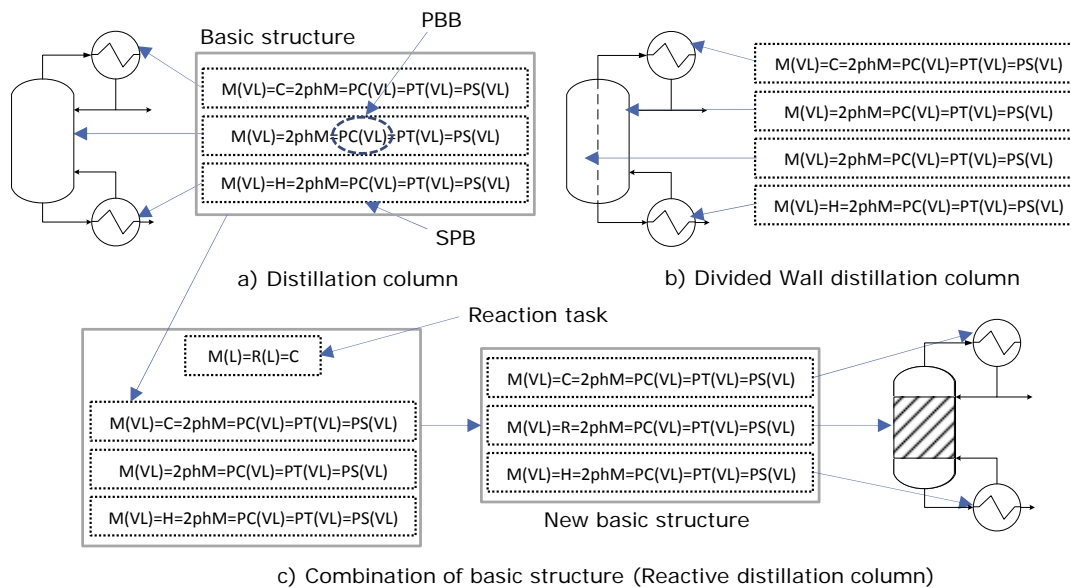 PBB
Basic structure
M(VL)=C=2phM=PC(VL)=PT(VL)=PS(VL)
M(VL)=2phM=PC(VL)=PT(VL)=PS(VL)
M(VL)=H=2phM=PC(VL)=PT(VL)=PS(VL)
SPB
a) Distillation column
M(VL)=C=2phM=PC(VL)=PT(VL)=PS(VL)
M(VL)=2phM=PC(VL)=PT(VL)=PS(VL)
M(VL)=2phM=PC(VL)=PT(VL)=PS(VL)
M(VL)=H=2phM=PC(VL)=PT(VL)=PS(VL)
b) Divided Wall distillation column
Reaction task
M(L)=R(L)=C
M(VL)=C=2phM=PC(VL)=PT(VL)=PS(VL)
M(VL)=2phM=PC(VL)=PT(VL)=PS(VL)
M(VL)=H=2phM=PC(VL)=PT(VL)=PS(VL)
M(VL)=C=2phM=PC(VL)=PT(VL)=PS(VL)
M(VL)=R=2phM=PC(VL)=PT(VL)=PS(VL)
M(VL)=H=2phM=PC(VL)=PT(VL)=PS(VL)
New basic structure
c) Combination of basic structure (Reactive distillation column)